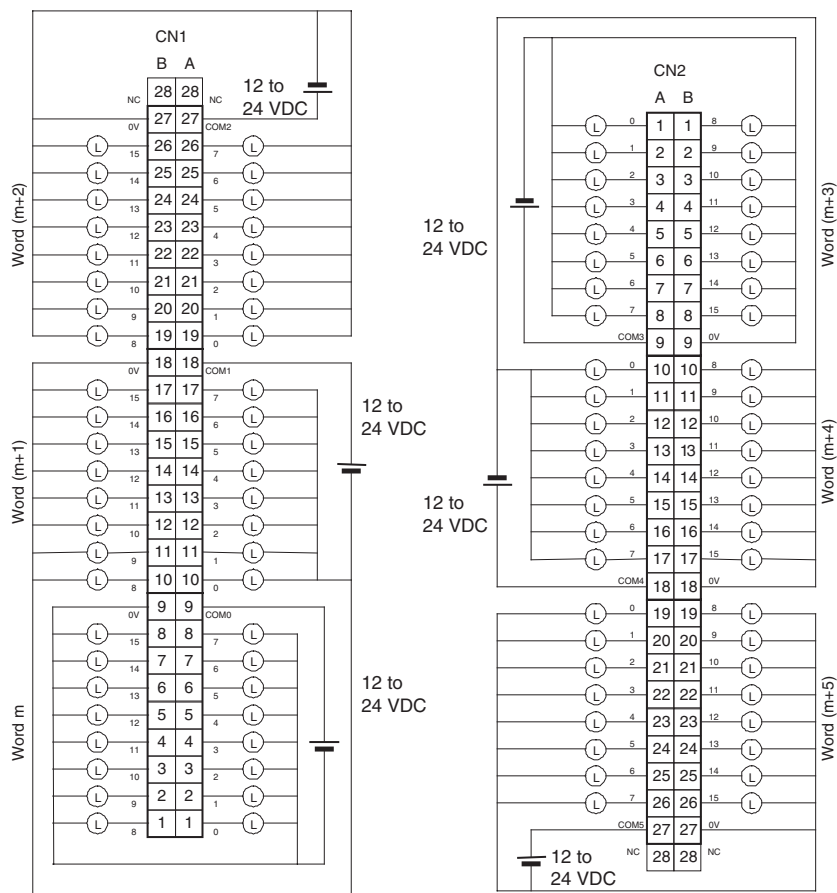 CN1
B A
NC 28 28 NC
12 to
24 VDC
0V 27 27 COM2
L 15 26 26 7 L
L 14 25 25 6 L
L 13 24 24 5 L
L 12 23 23 4 L
L 11 22 22 3 L
L 10 21 21 2 L
L 9 20 20 1 L
L 8 19 19 0 L
Word (m+2)
0V 18 18 COM1
L 15 17 17 7 L
L 14 16 16 6 L
L 13 15 15 5 L
L 12 14 14 4 L
L 11 13 13 3 L
L 10 12 12 2 L
L 9 11 11 1 L
L 8 10 10 0 L
Word (m+1)
12 to
24 VDC
0V 9 9 COM0
L 15 8 8 7 L
L 14 7 7 6 L
L 13 6 6 5 L
L 12 5 5 4 L
L 11 4 4 3 L
L 10 3 3 2 L
L 9 2 2 1 L
L 8 1 1 0 L
Word m
12 to
24 VDC
CN2
A B
L 0 1 1 8 L
L 1 2 2 9 L
L 2 3 3 10 L
L 3 4 4 11 L
L 4 5 5 12 L
L 5 6 6 13 L
L 6 7 7 14 L
L 7 8 8 15 L
COM3 9 9 0V
12 to
24 VDC
Word (m+3)
L 0 10 10 8 L
L 1 11 11 9 L
L 2 12 12 10 L
L 3 13 13 11 L
L 4 14 14 12 L
L 5 15 15 13 L
L 6 16 16 14 L
L 7 17 17 15 L
COM4 18 18 0V
12 to
24 VDC
Word (m+4)
L 0 19 19 8 L
L 1 20 20 9 L
L 2 21 21 10 L
L 3 22 22 11 L
L 4 23 23 12 L
L 5 24 24 13 L
L 6 25 25 14 L
L 7 26 26 15 L
COM5 27 27 0V
NC 28 28 NC
12 to
24 VDC
Word (m+5)